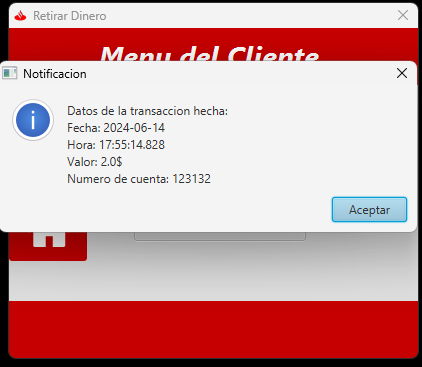 Retirar Dinero
Menu del Cliente
Notificacion
Datos de la transaccion hecha:
Fecha: 2024-06-14
Hora: 17:55:14.828
Valor: 2.0$
Numero de cuenta: 123132
Aceptar